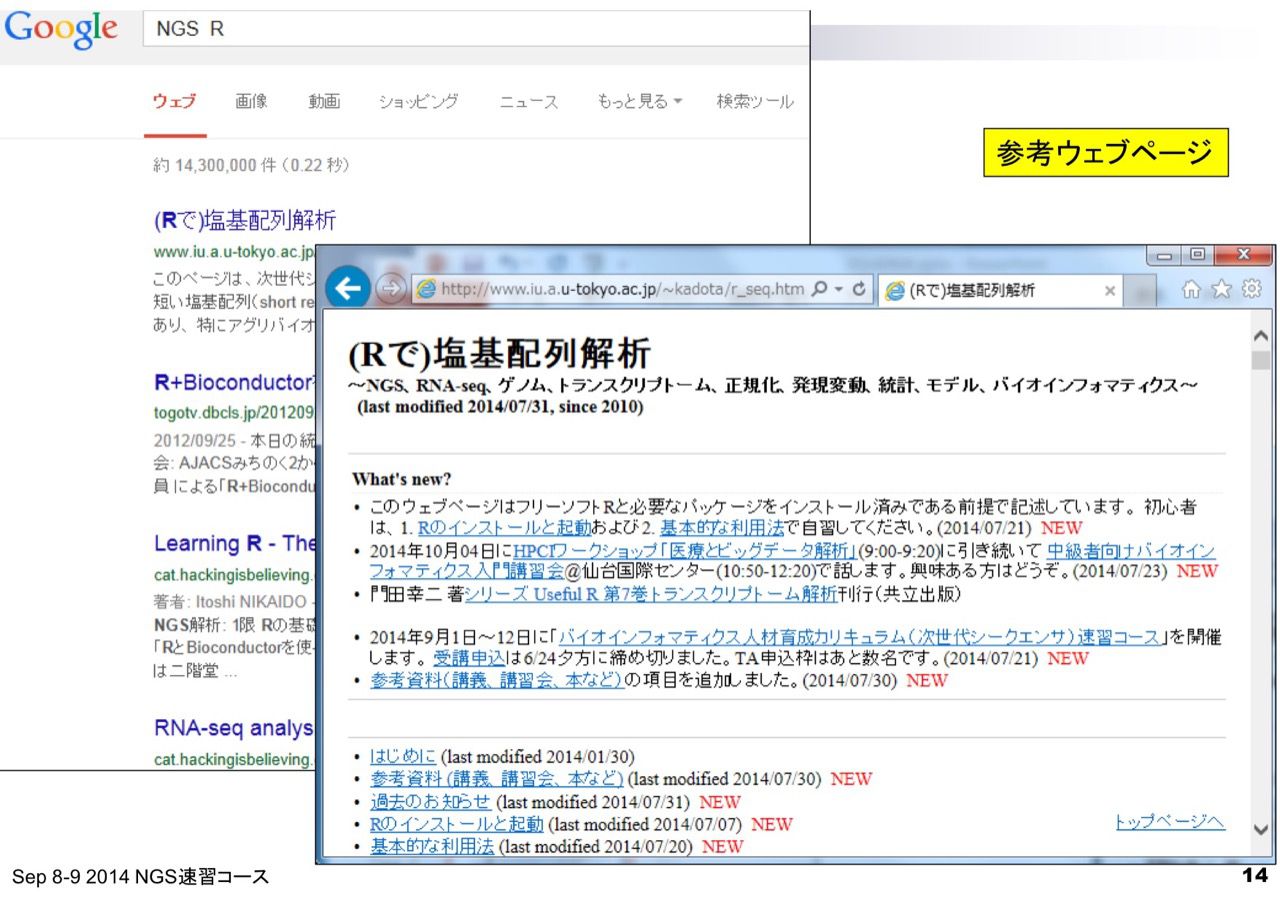 Google
NGS R
ウェブ 画像 動画 ショッピング ニュース もっと見る 検索ツール
参考ウェブページ
約 14,300,000 件 (0.22 秒)
(Rで)塩基配列解析
www.iu.a.u-tokyo.ac.jp
このページは、次世代シ
短い塩基配列(short re
あり、特にアグリバイオ
R+Bioconductor
togotv.dbcls.jp/201209
2012/09/25 - 本日の統
会: AJACSみちのく2か
員による「R+Biocondu
Learning R - The
cat.hackingisbelieving.
著者: Itoshi NIKAIDO -
NGS解析: 1限 Rの基礎
「RとBioconductorを使
は二階堂 ...
RNA-seq analys
cat.hackingisbelieving.
http://www.iu.a.u-tokyo.ac.jp/~kadota/r_seq.htm
(Rで)塩基配列解析
(Rで)塩基配列解析
～NGS、RNA-seq、ゲノム、トランスクリプトーム、正規化、発現変動、統計、モデル、バイオインフォマティクス～
(last modified 2014/07/31, since 2010)
What's new?
• このウェブページはフリーソフトRと必要なパッケージをインストール済みである前提で記述しています。初心者
は、1. Rのインストールと起動および2. 基本的な利用法で自習してください。(2014/07/21) NEW
• 2014年10月04日にHPCIワークショップ「医療とビッグデータ解析」(9:00-9:20)に引き続いて 中級者向けバイオイン
フォマティクス入門講習会@仙台国際センター(10:50-12:20)で話します。興味ある方はどうぞ。(2014/07/23) NEW
• 門田幸二 著シリーズ Useful R 第7巻トランスクリプトーム解析刊行(共立出版)
• 2014年9月1日～12日に「バイオインフォマティクス人材育成カリキュラム(次世代シークエンサ)速習コース」を開催
します。受講申込は6/24夕方に締め切りました。TA申込枠はあと数名です。(2014/07/21) NEW
• 参考資料(講義、講習会、本など)の項目を追加しました。(2014/07/30) NEW
• はじめに (last modified 2014/01/30)
• 参考資料(講義、講習会、本など) (last modified 2014/07/30) NEW
• 過去のお知らせ (last modified 2014/07/31) NEW
• Rのインストールと起動 (last modified 2014/07/07) NEW
• 基本的な利用法 (last modified 2014/07/20) NEW
トップページへ
Sep 8-9 2014 NGS速習コース
14